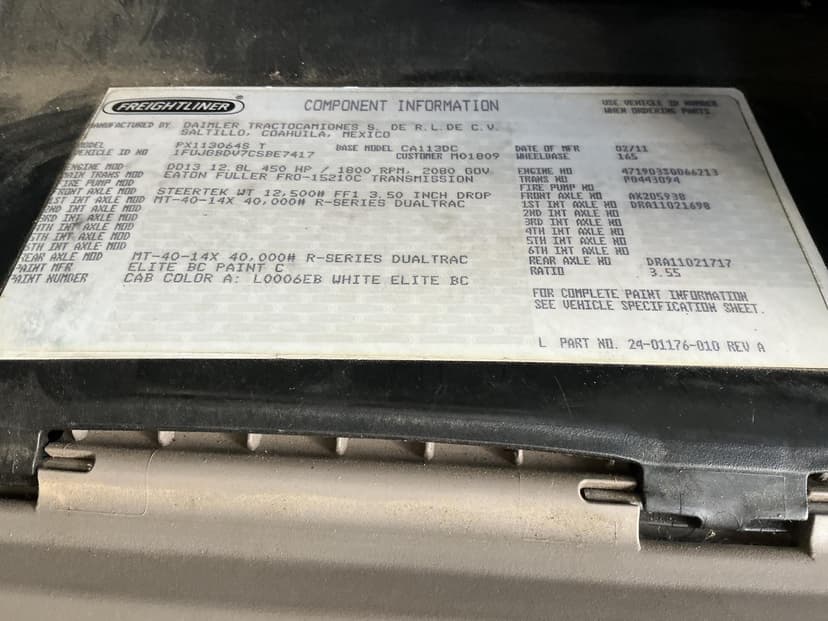 FREIGHTLINER ® COMPONENT INFORMATION USE VEHICLE ID NUMBER
WHEN ORDERING PARTS
MANUFACTURED BY DAIMLER TRACTOCAMIONES S. DE R.L.DE C.V.
SALTILLO, COAHUILA, MEXICO
MODEL PX113064S T BASE MODEL CA113DC DATE OF MFR 02/11
VEHICLE ID NO 1FUJGBDV7CSBE7417 CUSTOMER M01809 WHEELBASE 165
ENGINE MOD DD13 12.8L 450 HP / 1800 RPM, 2080 GOV ENGINE NO 471903S0066213
MAIN TRANS MOD EATON FULLER FRO-15210C TRANSMISSION TRANS NO P0443094
FIRE PUMP MOD FIRE PUMP NO
FRONT AXLE MOD STEERTEK WT 12,500# FF1 3.50 INCH DROP FRONT AXLE NO AX205938
1ST INT AXLE MOD MT-40-14X 40,000# R-SERIES DUALTRAC 1ST INT AXLE NO DRA11021698
2ND INT AXLE MOD 2ND INT AXLE NO
3RD INT AXLE MOD 3RD INT AXLE NO
4TH INT AXLE MOD 4TH INT AXLE NO
5TH INT AXLE MOD 5TH INT AXLE NO
6TH INT AXLE MOD 6TH INT AXLE NO
REAR AXLE MOD MT-40-14X 40,000# R-SERIES DUALTRAC REAR AXLE NO DRA11021717
PAINT MFR ELITE BC PAINT C RATIO 3.55
PAINT NUMBER CAB COLOR A: L0006EB WHITE ELITE BC
FOR COMPLETE PAINT INFORMATION
SEE VEHICLE SPECIFICATION SHEET.
L PART NO. 24-01176-010 REV A